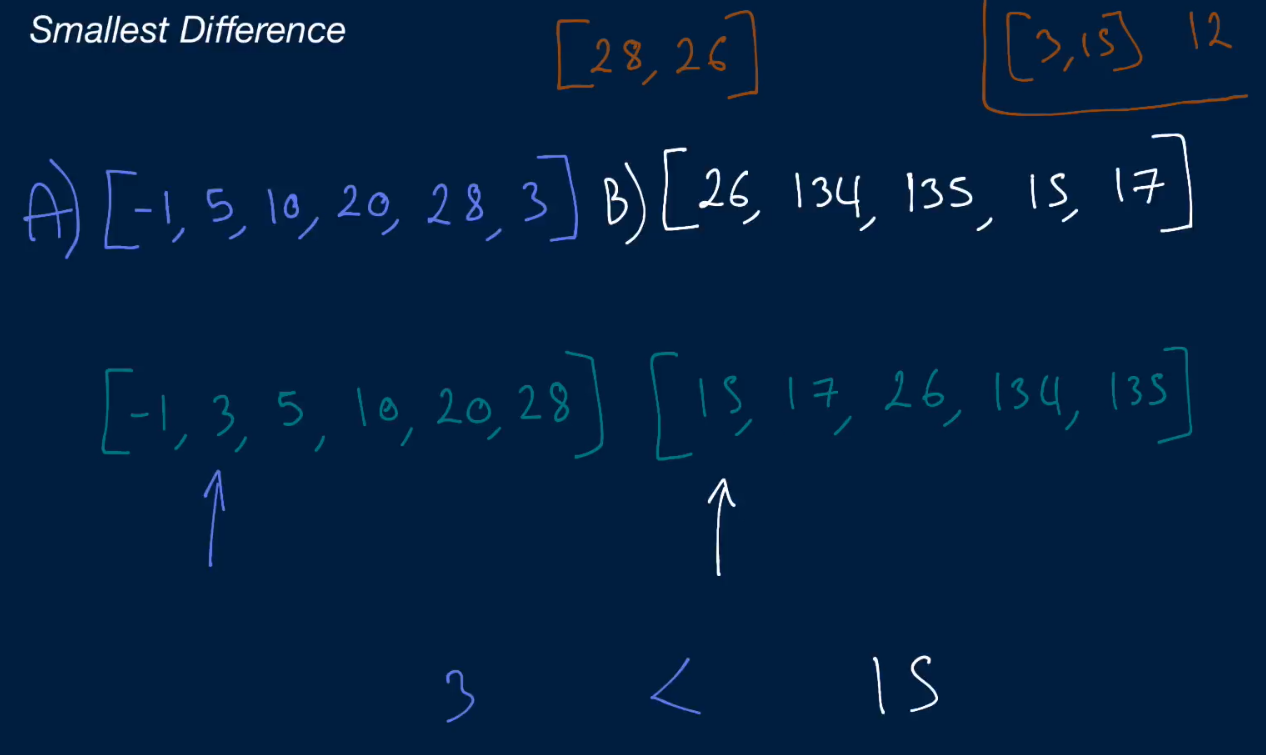 Smallest Difference
[28, 26]
[3, 15] 12
A) [-1, 5, 10, 20, 28, 3] B) [26, 134, 135, 15, 17]
[-1, 3, 5, 10, 20, 28] [15, 17, 26, 134, 135]
3 < 15